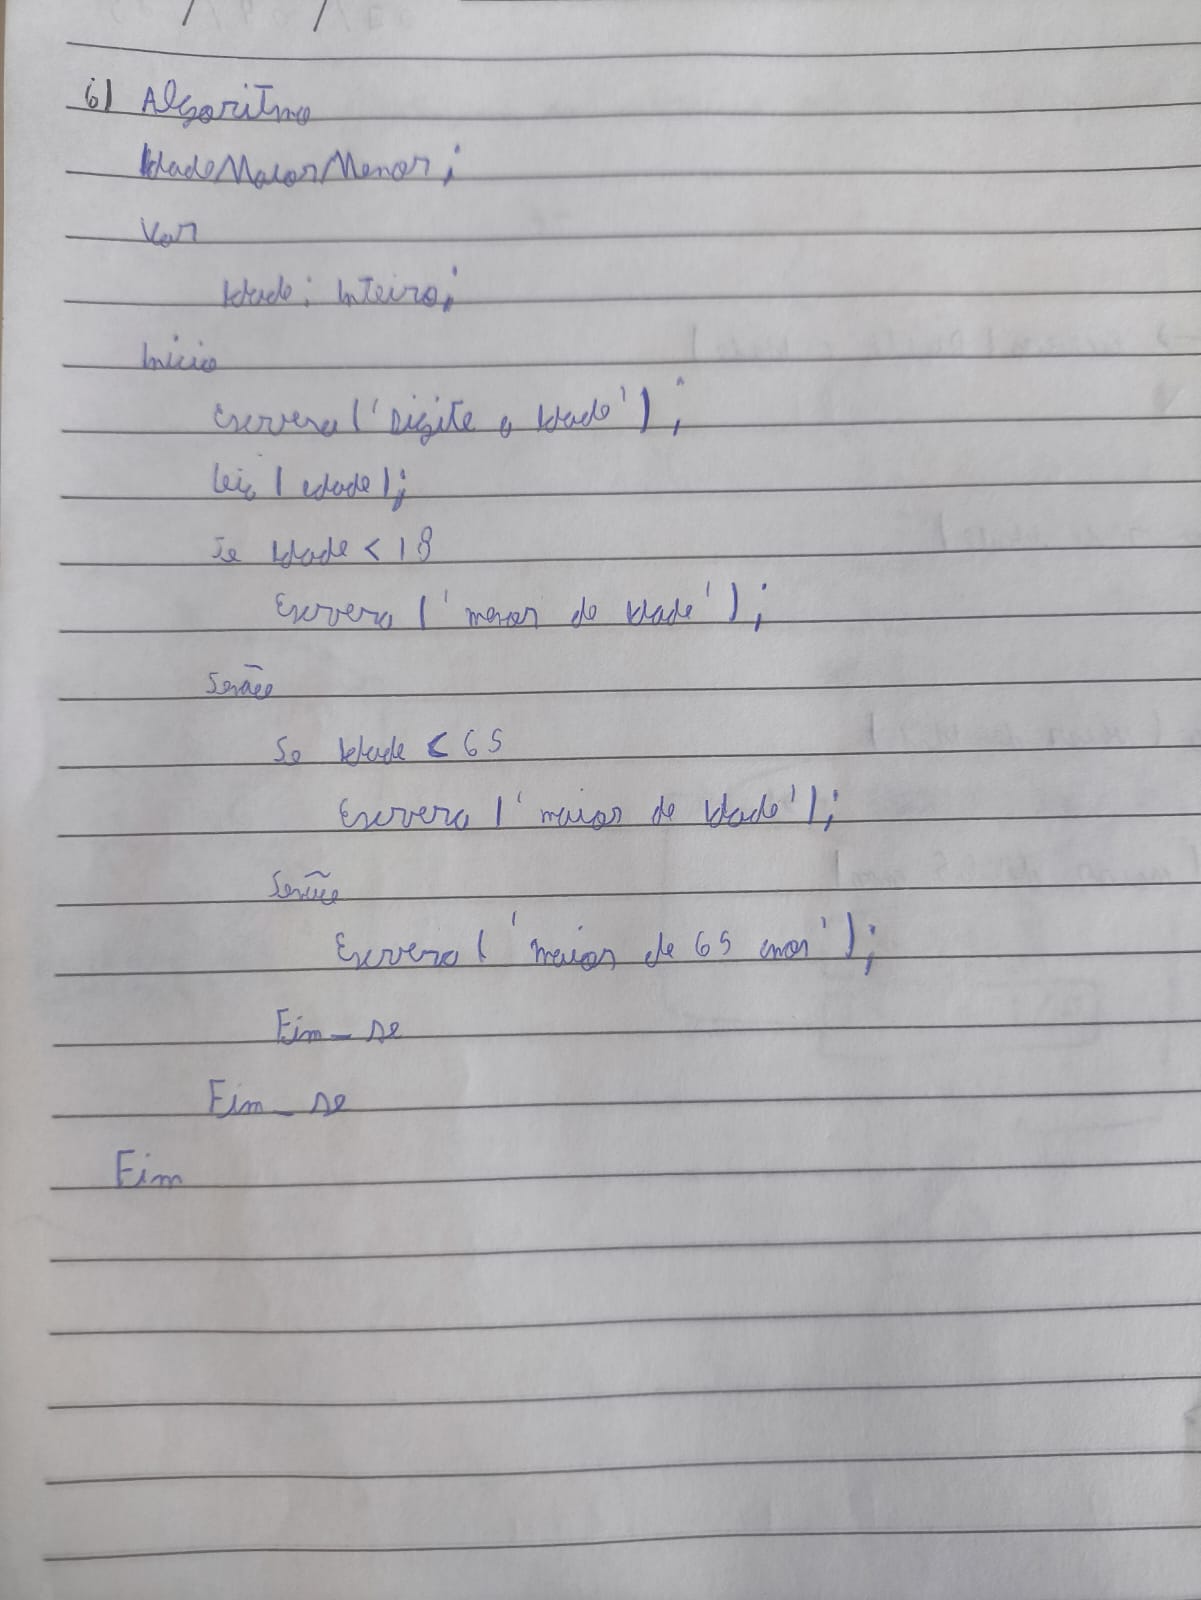 6) Algoritmo
IdadeMaiorMenor;
Var
Idade: Inteiro;
Início
Escreva ('Digite a Idade');
leia (idade);
Se Idade < 18
Escreva ('menor de Idade');
Senão
Se Idade < 65
Escreva ('maior de Idade');
Senão
Escreva ('maior de 65 anos');
Fim_se
Fim_se
Fim